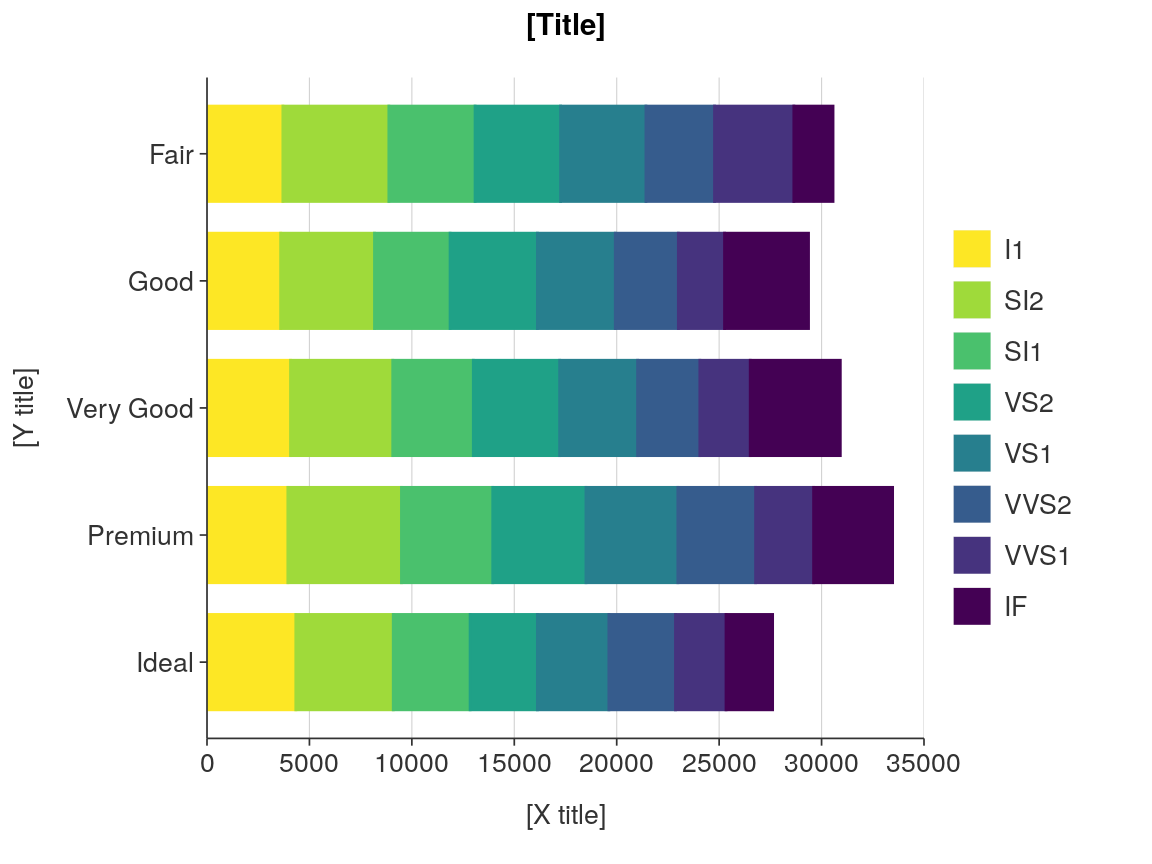 [Title]
[Y title]
Fair
Good
Very Good
Premium
Ideal
0 5000 10000 15000 20000 25000 30000 35000
[X title]
I1
SI2
SI1
VS2
VS1
VVS2
VVS1
IF